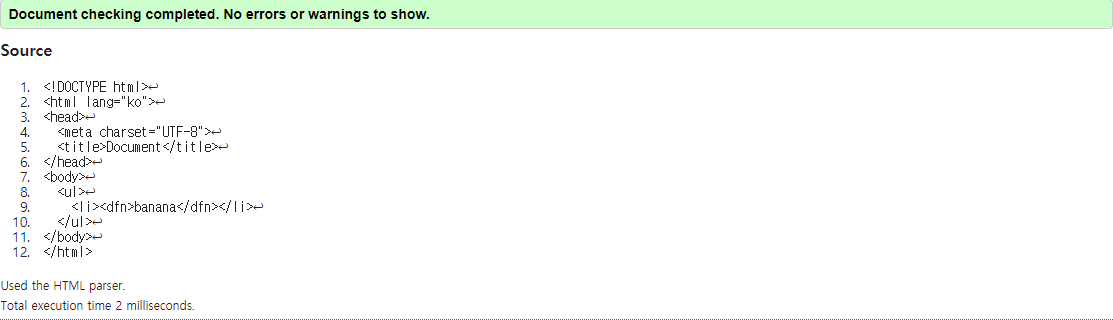 Document checking completed. No errors or warnings to show.
Source
1. <!DOCTYPE html>↩
2. <html lang="ko">↩
3. <head>↩
4.   <meta charset="UTF-8">↩
5.   <title>Document</title>↩
6. </head>↩
7. <body>↩
8.   <ul>↩
9.     <li><dfn>banana</dfn></li>↩
10.   </ul>↩
11. </body>↩
12. </html>
Used the HTML parser.
Total execution time 2 milliseconds.